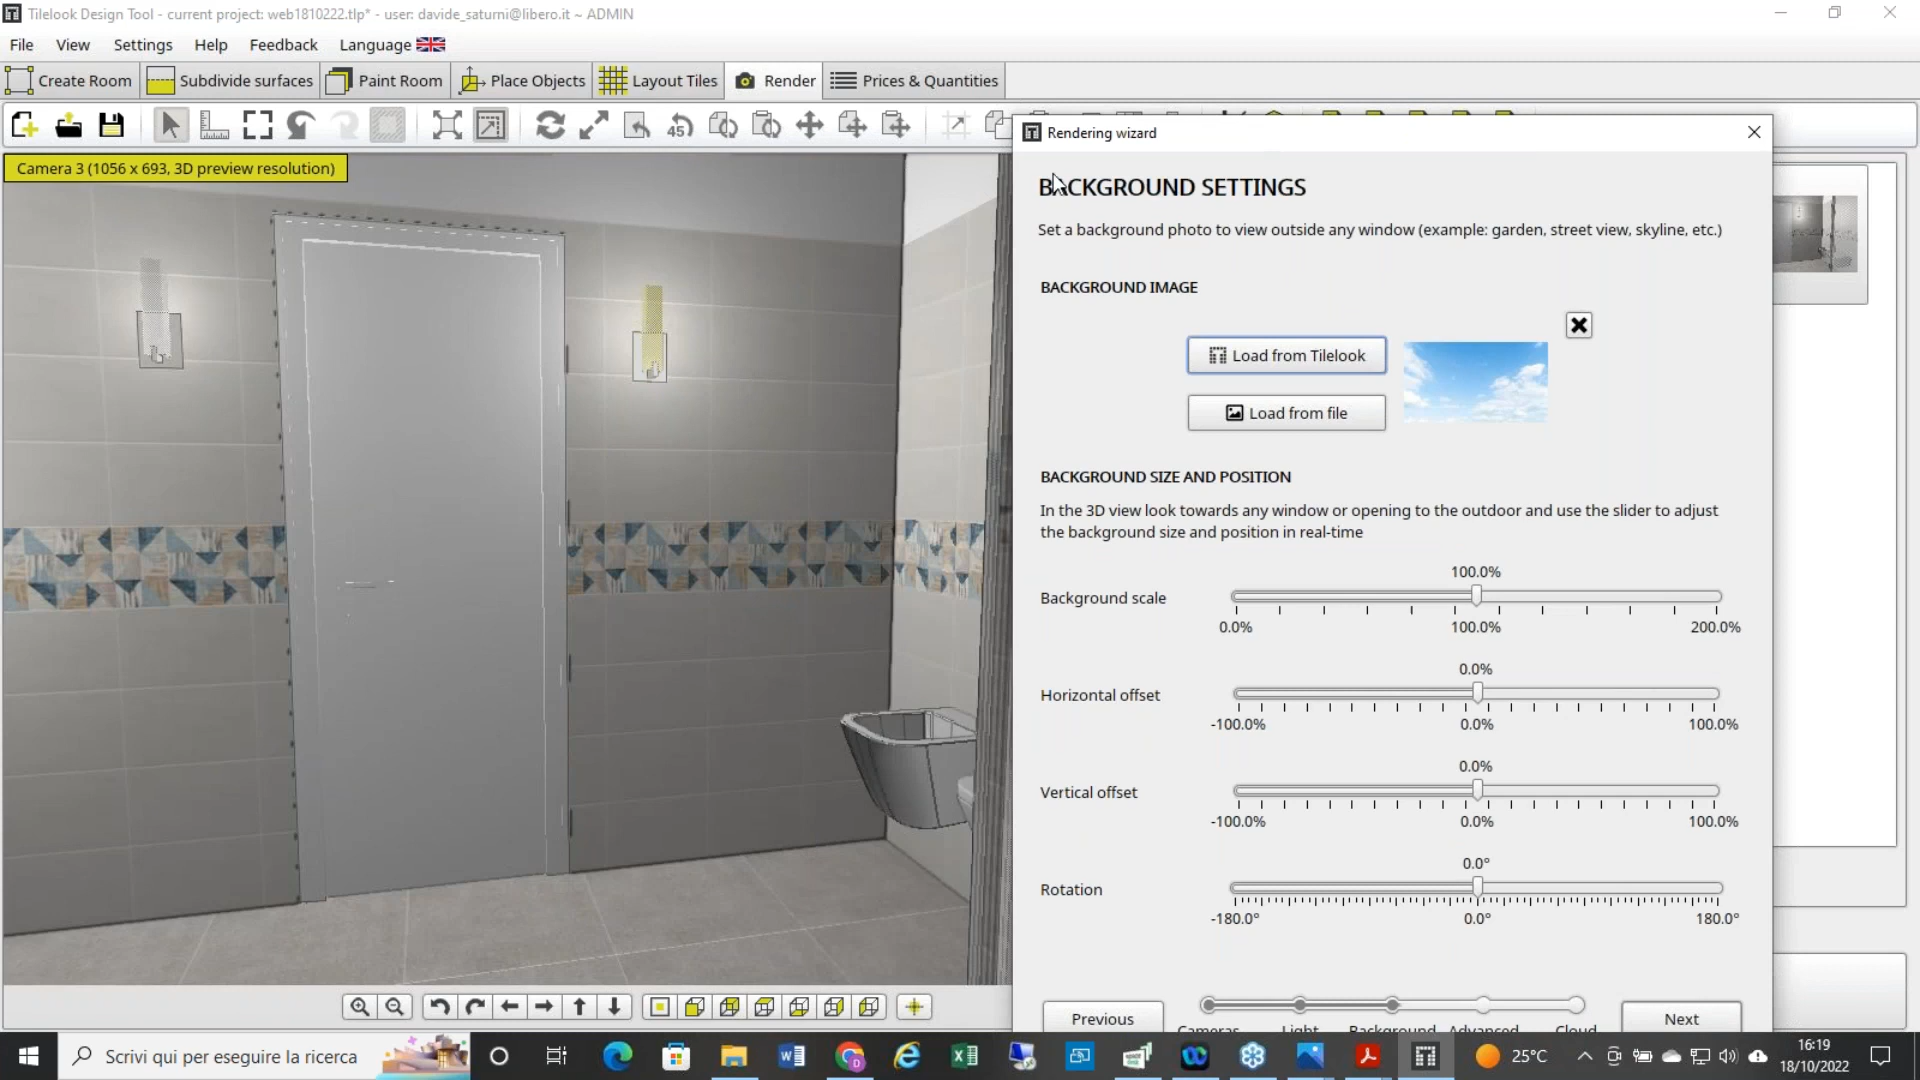 Tilelook Design Tool - current project: web1810222.tlp* - user: davide_saturni@libero.it ~ ADMIN
File View Settings Help Feedback Language
Create Room Subdivide surfaces Paint Room Place Objects Layout Tiles Render Prices & Quantities
45
Camera 3 (1056 x 693, 3D preview resolution)
Rendering wizard
BACKGROUND SETTINGS
Set a background photo to view outside any window (example: garden, street view, skyline, etc.)
BACKGROUND IMAGE
Load from Tilelook
Load from file
BACKGROUND SIZE AND POSITION
In the 3D view look towards any window or opening to the outdoor and use the slider to adjust
the background size and position in real-time
100.0%
Background scale
0.0% 100.0% 200.0%
0.0%
Horizontal offset
-100.0% 0.0% 100.0%
0.0%
Vertical offset
-100.0% 0.0% 100.0%
0.0°
Rotation
-180.0° 0.0° 180.0°
Previous Cameras Light Background Advanced Cloud Next
Scrivi qui per eseguire la ricerca
25°C
16:19
18/10/2022